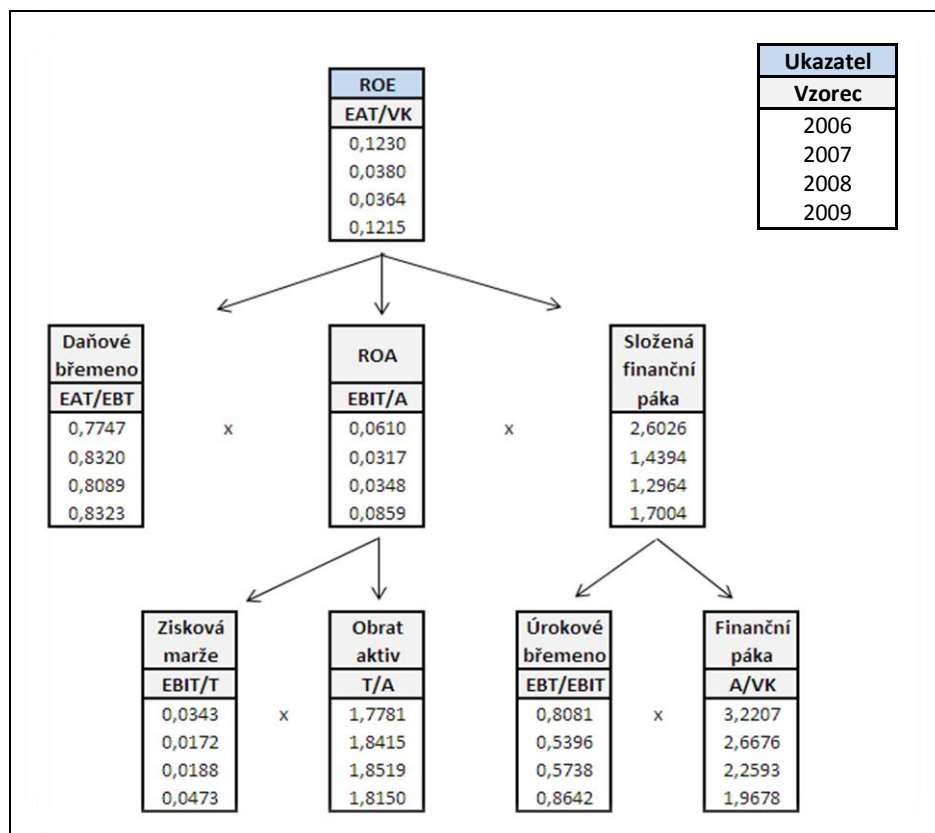 Ukazatel
Vzorec
2006
2007
2008
2009
ROE
EAT/VK
0,1230
0,0380
0,0364
0,1215
Daňové
břemeno
EAT/EBT
0,7747
0,8320
0,8089
0,8323
x
ROA
EBIT/A
0,0610
0,0317
0,0348
0,0859
x
Složená
finanční
páka
2,6026
1,4394
1,2964
1,7004
Zisková
marže
EBIT/T
0,0343
0,0172
0,0188
0,0473
x
Obrat
aktiv
T/A
1,7781
1,8415
1,8519
1,8150
Úrokové
břemeno
EBT/EBIT
0,8081
0,5396
0,5738
0,8642
x
Finanční
páka
A/VK
3,2207
2,6676
2,2593
1,9678